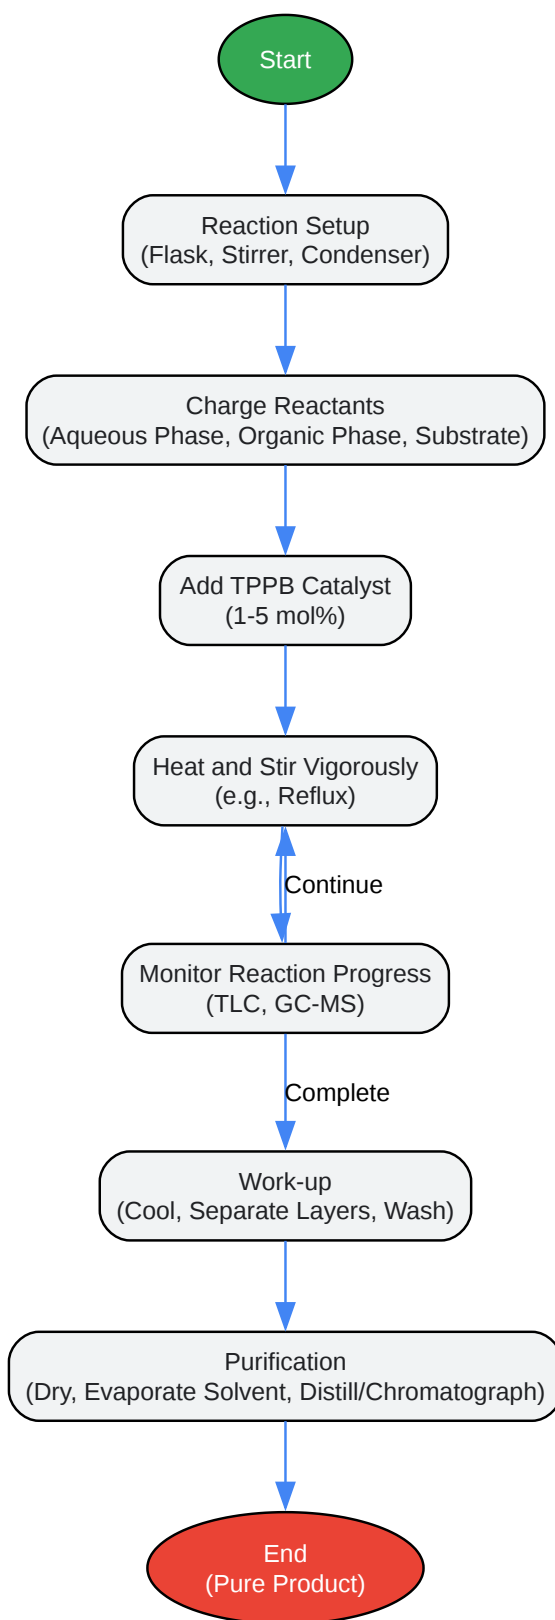 Start
Reaction Setup
(Flask, Stirrer, Condenser)
Charge Reactants
(Aqueous Phase, Organic Phase, Substrate)
Add TPPB Catalyst
(1-5 mol%)
Heat and Stir Vigorously
(e.g., Reflux)
Continue
Monitor Reaction Progress
(TLC, GC-MS)
Complete
Work-up
(Cool, Separate Layers, Wash)
Purification
(Dry, Evaporate Solvent, Distill/Chromatograph)
End
(Pure Product)